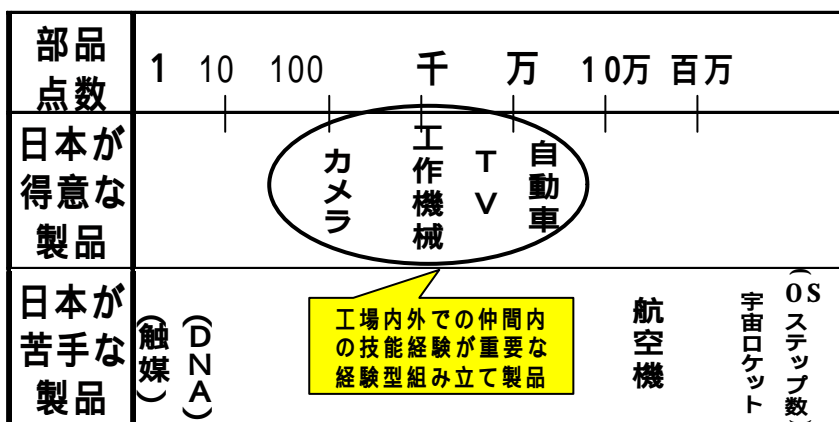 部品
点数
1 10 100 千 万 10万 百万
日本が
得意な
製品
カメラ
工作機械
TV
自動車
日本が
苦手な
製品
(触媒)
(DNA)
工場内外での仲間内
の技能経験が重要な
経験型組み立て製品
航空機
宇宙ロケット
(OSステップ数)